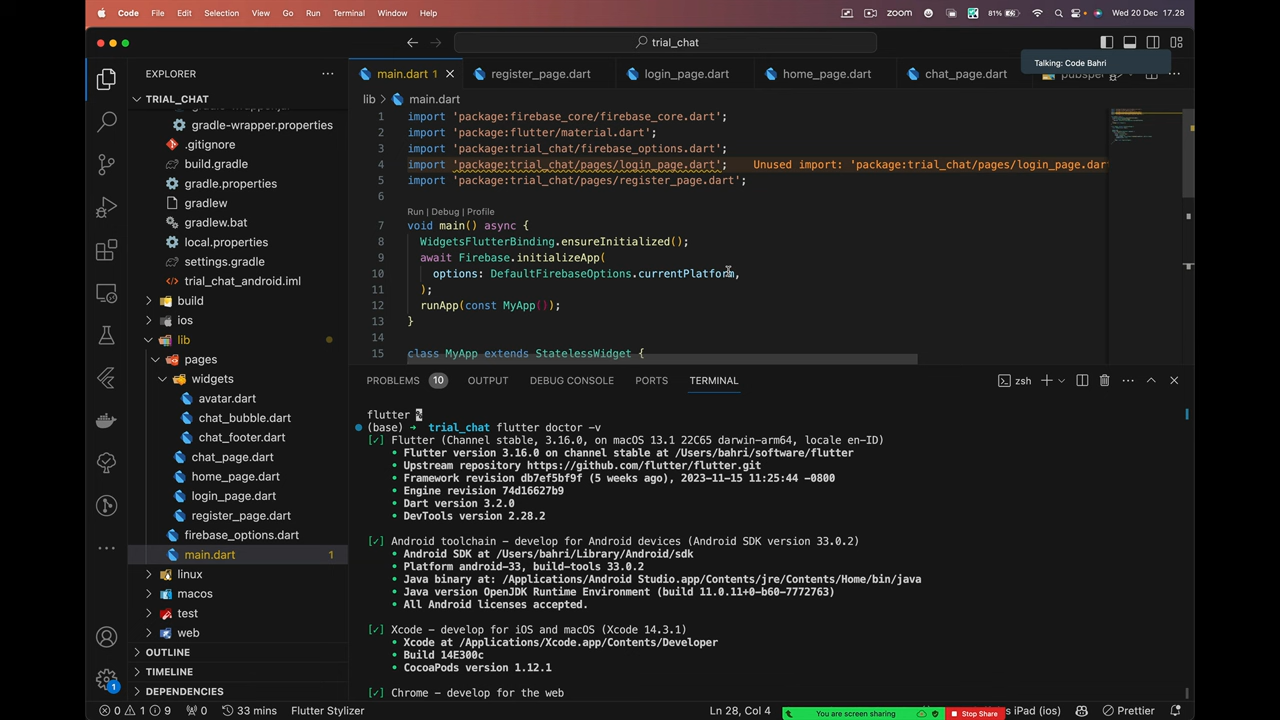 Code File Edit Selection View Go Run Terminal Window Help
zoom 81% Wed 20 Dec 17.28
trial_chat
Talking: Code Bahri
EXPLORER
main.dart 1
register_page.dart
login_page.dart
home_page.dart
chat_page.dart
TRIAL_CHAT
gradle-wrapper.properties
.gitignore
build.gradle
gradle.properties
gradlew
gradlew.bat
local.properties
settings.gradle
trial_chat_android.iml
build
ios
lib
pages
widgets
avatar.dart
chat_bubble.dart
chat_footer.dart
chat_page.dart
home_page.dart
login_page.dart
register_page.dart
firebase_options.dart
main.dart 1
linux
macos
test
web
OUTLINE
TIMELINE
DEPENDENCIES
lib > main.dart
1 import 'package:firebase_core/firebase_core.dart';
2 import 'package:flutter/material.dart';
3 import 'package:trial_chat/firebase_options.dart';
4 import 'package:trial_chat/pages/login_page.dart'; Unused import: 'package:trial_chat/pages/login_page.dar
5 import 'package:trial_chat/pages/register_page.dart';
6
Run | Debug | Profile
7 void main() async {
8 WidgetsFlutterBinding.ensureInitialized();
9 await Firebase.initializeApp(
10 options: DefaultFirebaseOptions.currentPlatform,
11 );
12 runApp(const MyApp());
13 }
14
15 class MyApp extends StatelessWidget {
PROBLEMS 10 OUTPUT DEBUG CONSOLE PORTS TERMINAL
zsh
flutter %
(base) → trial_chat flutter doctor -v
[✓] Flutter (Channel stable, 3.16.0, on macOS 13.1 22C65 darwin-arm64, locale en-ID)
• Flutter version 3.16.0 on channel stable at /Users/bahri/software/flutter
• Upstream repository https://github.com/flutter/flutter.git
• Framework revision db7ef5bf9f (5 weeks ago), 2023-11-15 11:25:44 -0800
• Engine revision 74d16627b9
• Dart version 3.2.0
• DevTools version 2.28.2
[✓] Android toolchain - develop for Android devices (Android SDK version 33.0.2)
• Android SDK at /Users/bahri/Library/Android/sdk
• Platform android-33, build-tools 33.0.2
• Java binary at: /Applications/Android Studio.app/Contents/jre/Contents/Home/bin/java
• Java version OpenJDK Runtime Environment (build 11.0.11+0-b60-7772763)
• All Android licenses accepted.
[✓] Xcode - develop for iOS and macOS (Xcode 14.3.1)
• Xcode at /Applications/Xcode.app/Contents/Developer
• Build 14E300c
• CocoaPods version 1.12.1
[✓] Chrome - develop for the web
1
0 1 9 0 33 mins Flutter Stylizer
Ln 28, Col 4
You are screen sharing
Stop Share
iPad (ios)
Prettier